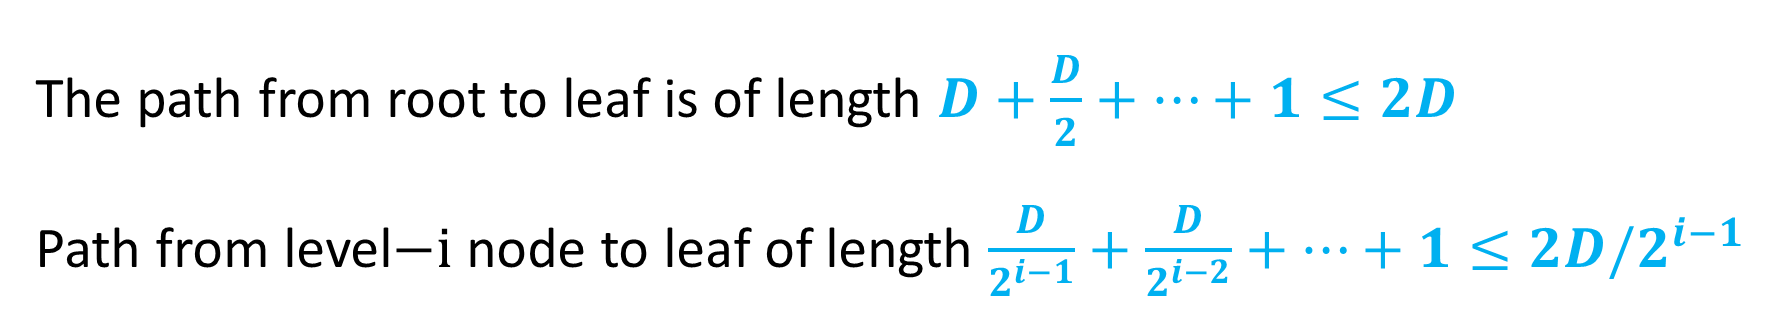 The path from root to leaf is of length D + D/2 + ⋯ + 1 ≤ 2D
Path from level−i node to leaf of length D/2^{i−1} + D/2^{i−2} + ⋯ + 1 ≤ 2D/2^{i−1}